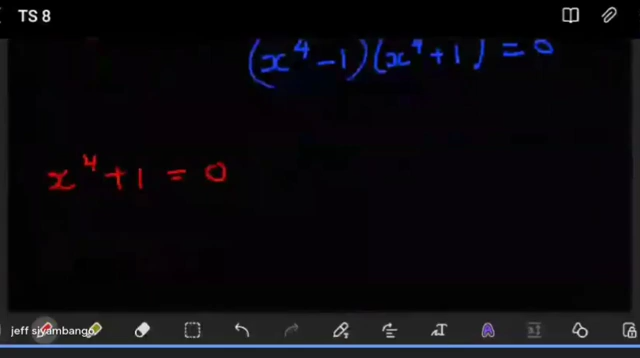 TS 8
(x⁴ - 1)(x⁴ + 1) = 0
x⁴ + 1 = 0
jeff siyambango